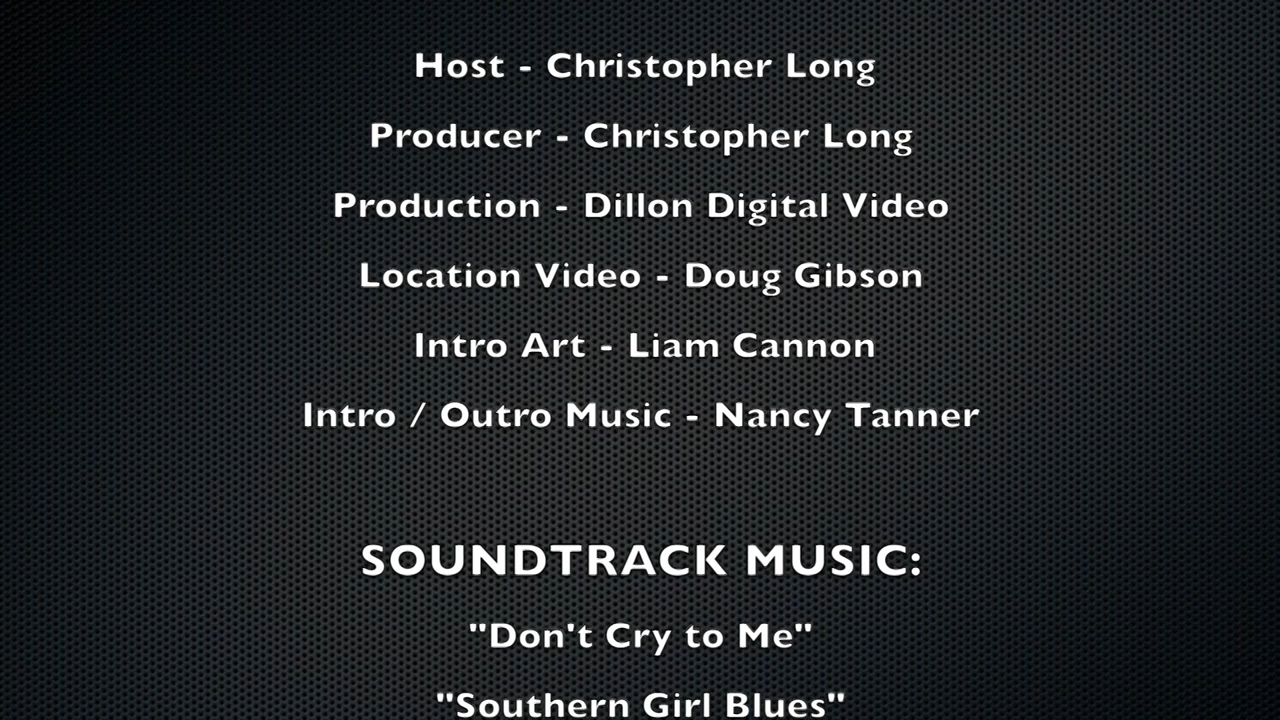 Host - Christopher Long
Producer - Christopher Long
Production - Dillon Digital Video
Location Video - Doug Gibson
Intro Art - Liam Cannon
Intro / Outro Music - Nancy Tanner
SOUNDTRACK MUSIC:
"Don't Cry to Me"
"Southern Girl Blues"